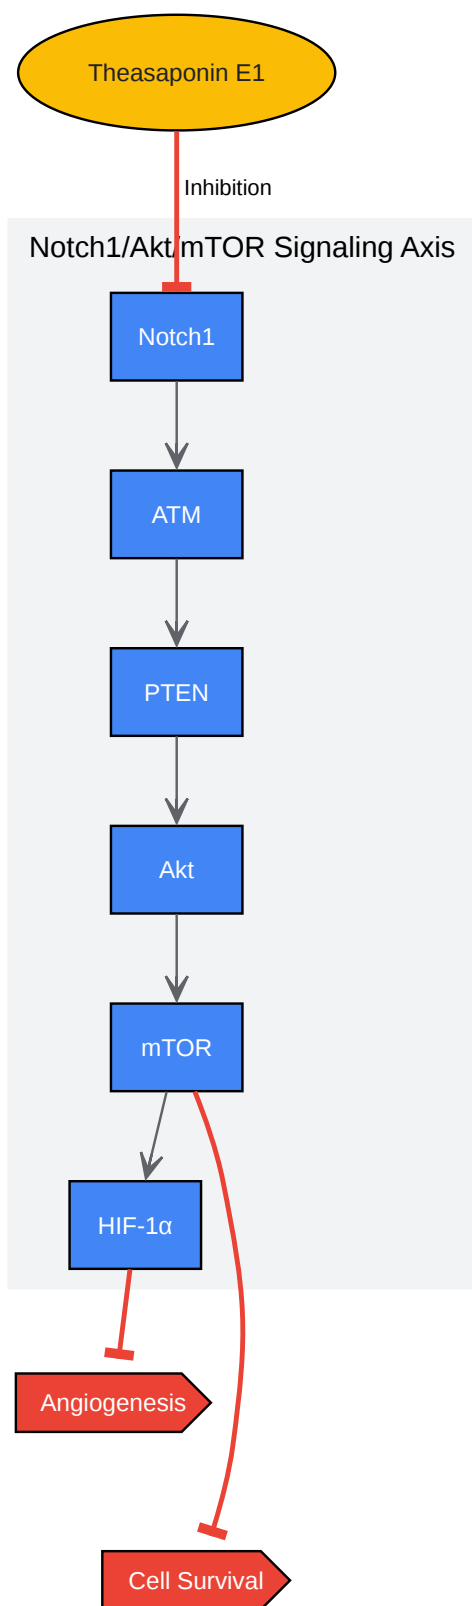 Theasaponin E1
Inhibition
Notch1/Akt/mTOR Signaling Axis
Notch1
ATM
PTEN
Akt
mTOR
HIF-1α
Angiogenesis
Cell Survival